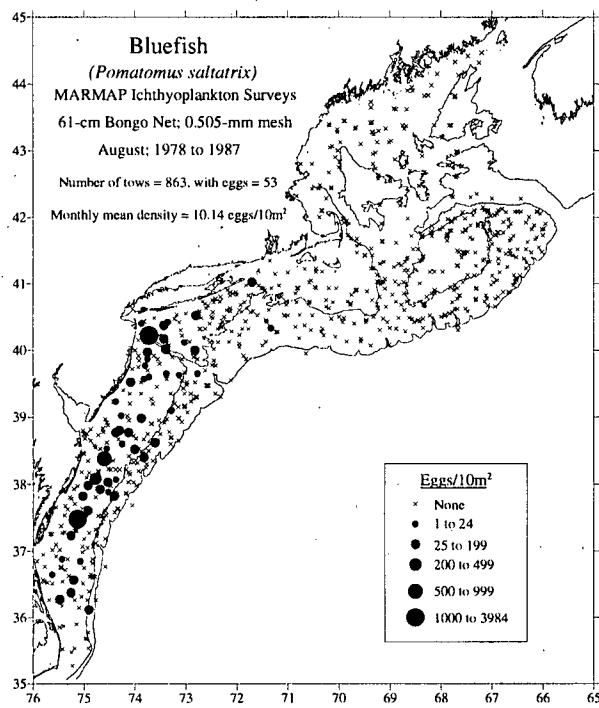 Bluefish
(Pomatomus saltatrix)
MARMAP Ichthyoplankton Surveys
61-cm Bongo Net; 0.505-mm mesh
August; 1978 to 1987
Number of tows = 863, with eggs = 53
Monthly mean density = 10.14 eggs/10m²
45
44
43
42
41
40
39
38
37
36
35
76 75 74 73 72 71 70 69 68 67 66 65
Eggs/10m²
× None
1 to 24
25 to 199
200 to 499
500 to 999
1000 to 3984